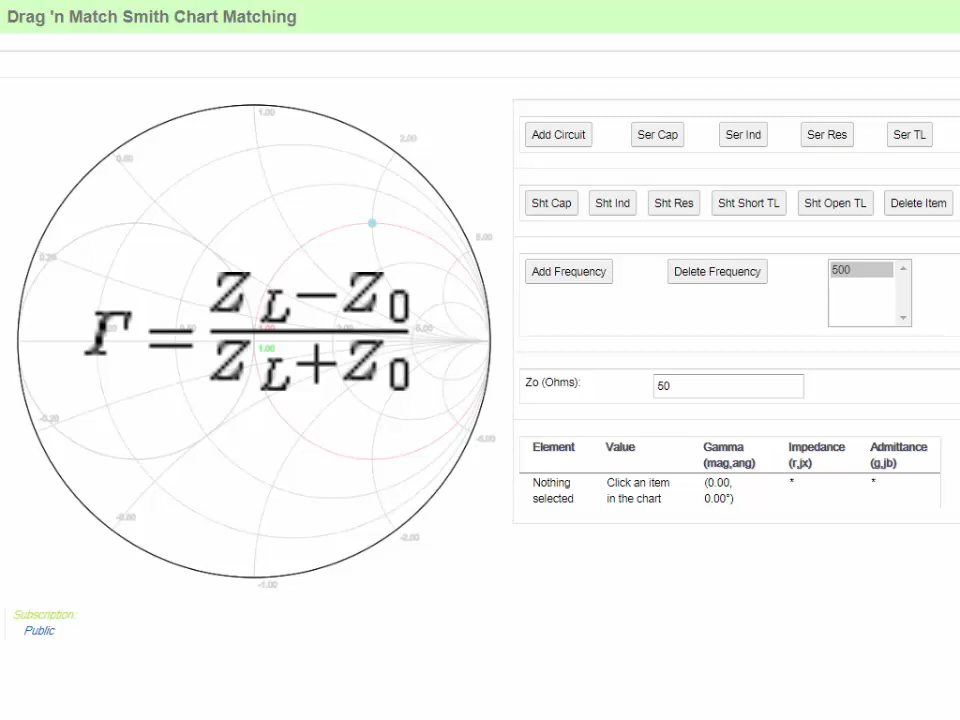 Drag 'n Match Smith Chart Matching
1.00
2.00
5.00
-5.00
-2.00
-1.00
-0.20
1.00
Γ = Z_L − Z_0 / Z_L + Z_0
Add Circuit Ser Cap Ser Ind Ser Res Ser TL
Sht Cap Sht Ind Sht Res Sht Short TL Sht Open TL Delete Item
Add Frequency Delete Frequency 500
Zo (Ohms): 50
Element Value Gamma (mag,ang) Impedance (r,jx) Admittance (g,jb)
Nothing selected Click an item in the chart (0.00, 0.00°) * *
Subscription:
Public